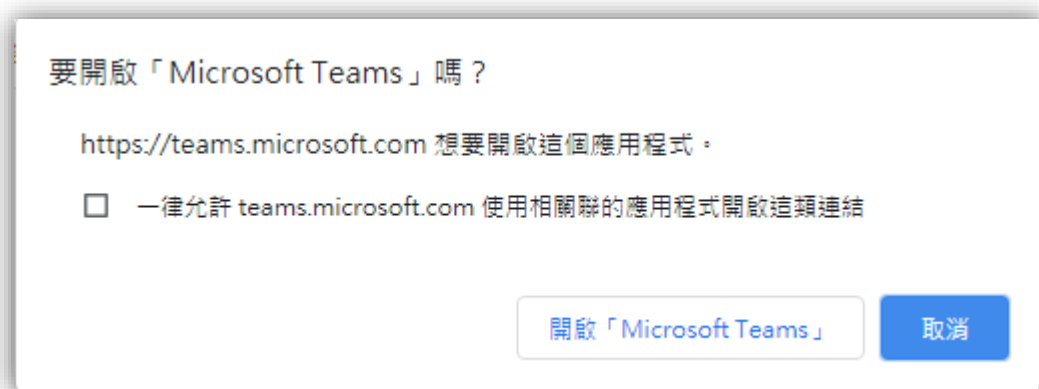 要開啟「Microsoft Teams」嗎？
https://teams.microsoft.com 想要開啟這個應用程式。
一律允許 teams.microsoft.com 使用相關聯的應用程式開啟這類連結
開啟「Microsoft Teams」
取消